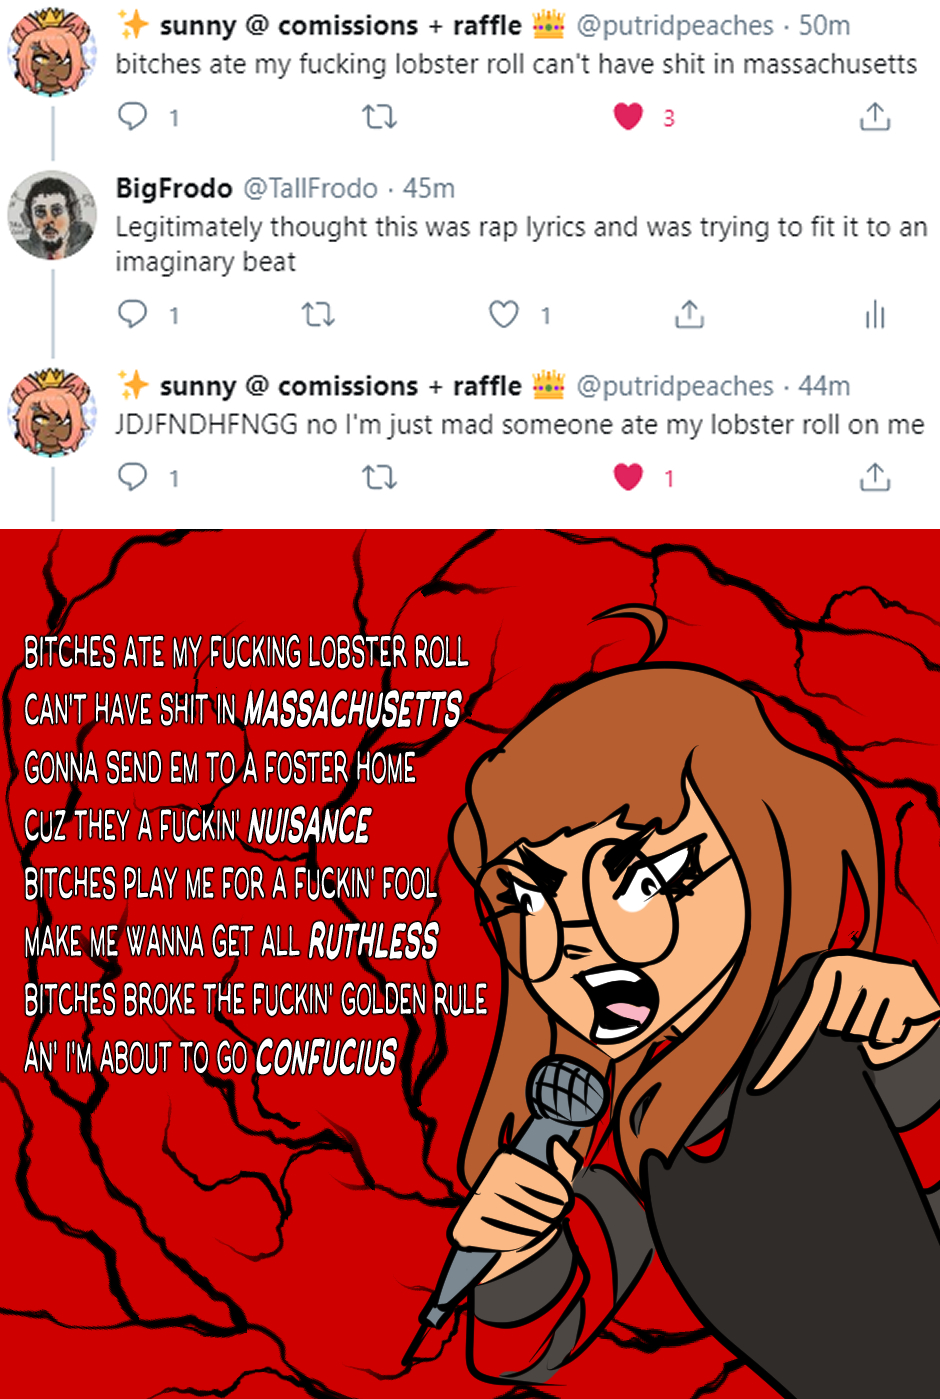 ✨ sunny @ comissions + raffle 👑 @putridpeaches · 50m
bitches ate my fucking lobster roll can't have shit in massachusetts
1 3
BigFrodo @TallFrodo · 45m
Legitimately thought this was rap lyrics and was trying to fit it to an
imaginary beat
1 1
✨ sunny @ comissions + raffle 👑 @putridpeaches · 44m
JDJFNDHFNGG no I'm just mad someone ate my lobster roll on me
1 1
BITCHES ATE MY FUCKING LOBSTER ROLL
CAN'T HAVE SHIT IN MASSACHUSETTS
GONNA SEND EM TO A FOSTER HOME
CUZ THEY A FUCKIN' NUISANCE
BITCHES PLAY ME FOR A FUCKIN' FOOL
MAKE ME WANNA GET ALL RUTHLESS
BITCHES BROKE THE FUCKIN' GOLDEN RULE
AN' I'M ABOUT TO GO CONFUCIUS